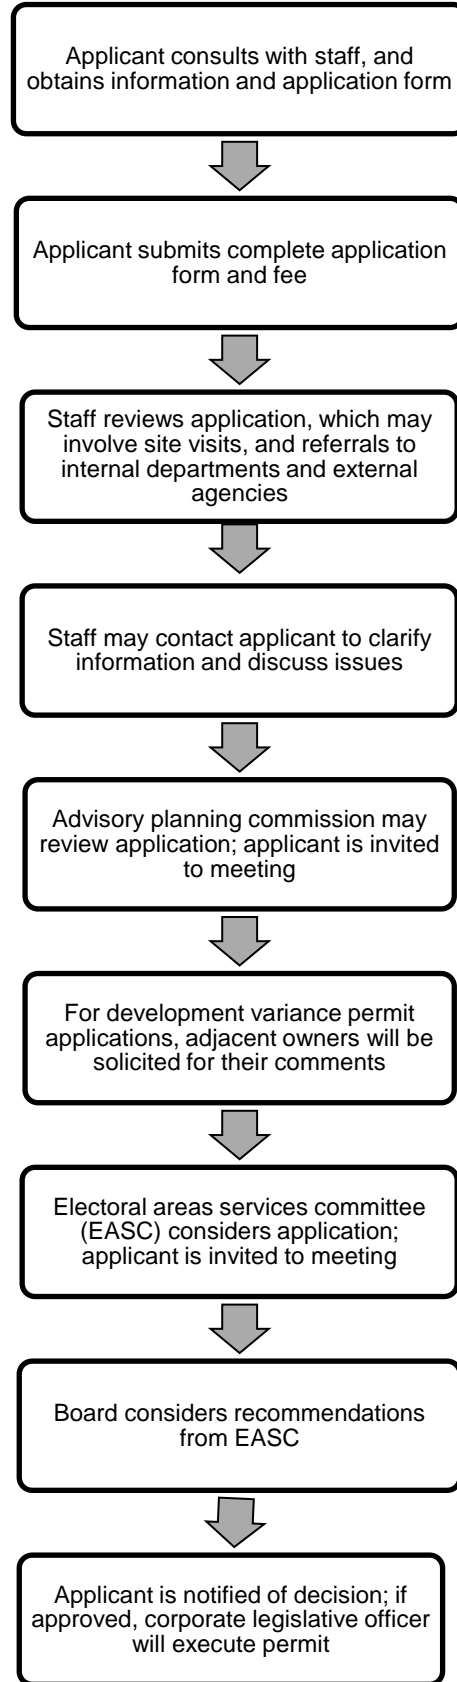 Applicant consults with staff, and
obtains information and application form
Applicant submits complete application
form and fee
Staff reviews application, which may
involve site visits, and referrals to
internal departments and external
agencies
Staff may contact applicant to clarify
information and discuss issues
Advisory planning commission may
review application; applicant is invited
to meeting
For development variance permit
applications, adjacent owners will be
solicited for their comments
Electoral areas services committee
(EASC) considers application;
applicant is invited to meeting
Board considers recommendations
from EASC
Applicant is notified of decision; if
approved, corporate legislative officer
will execute permit